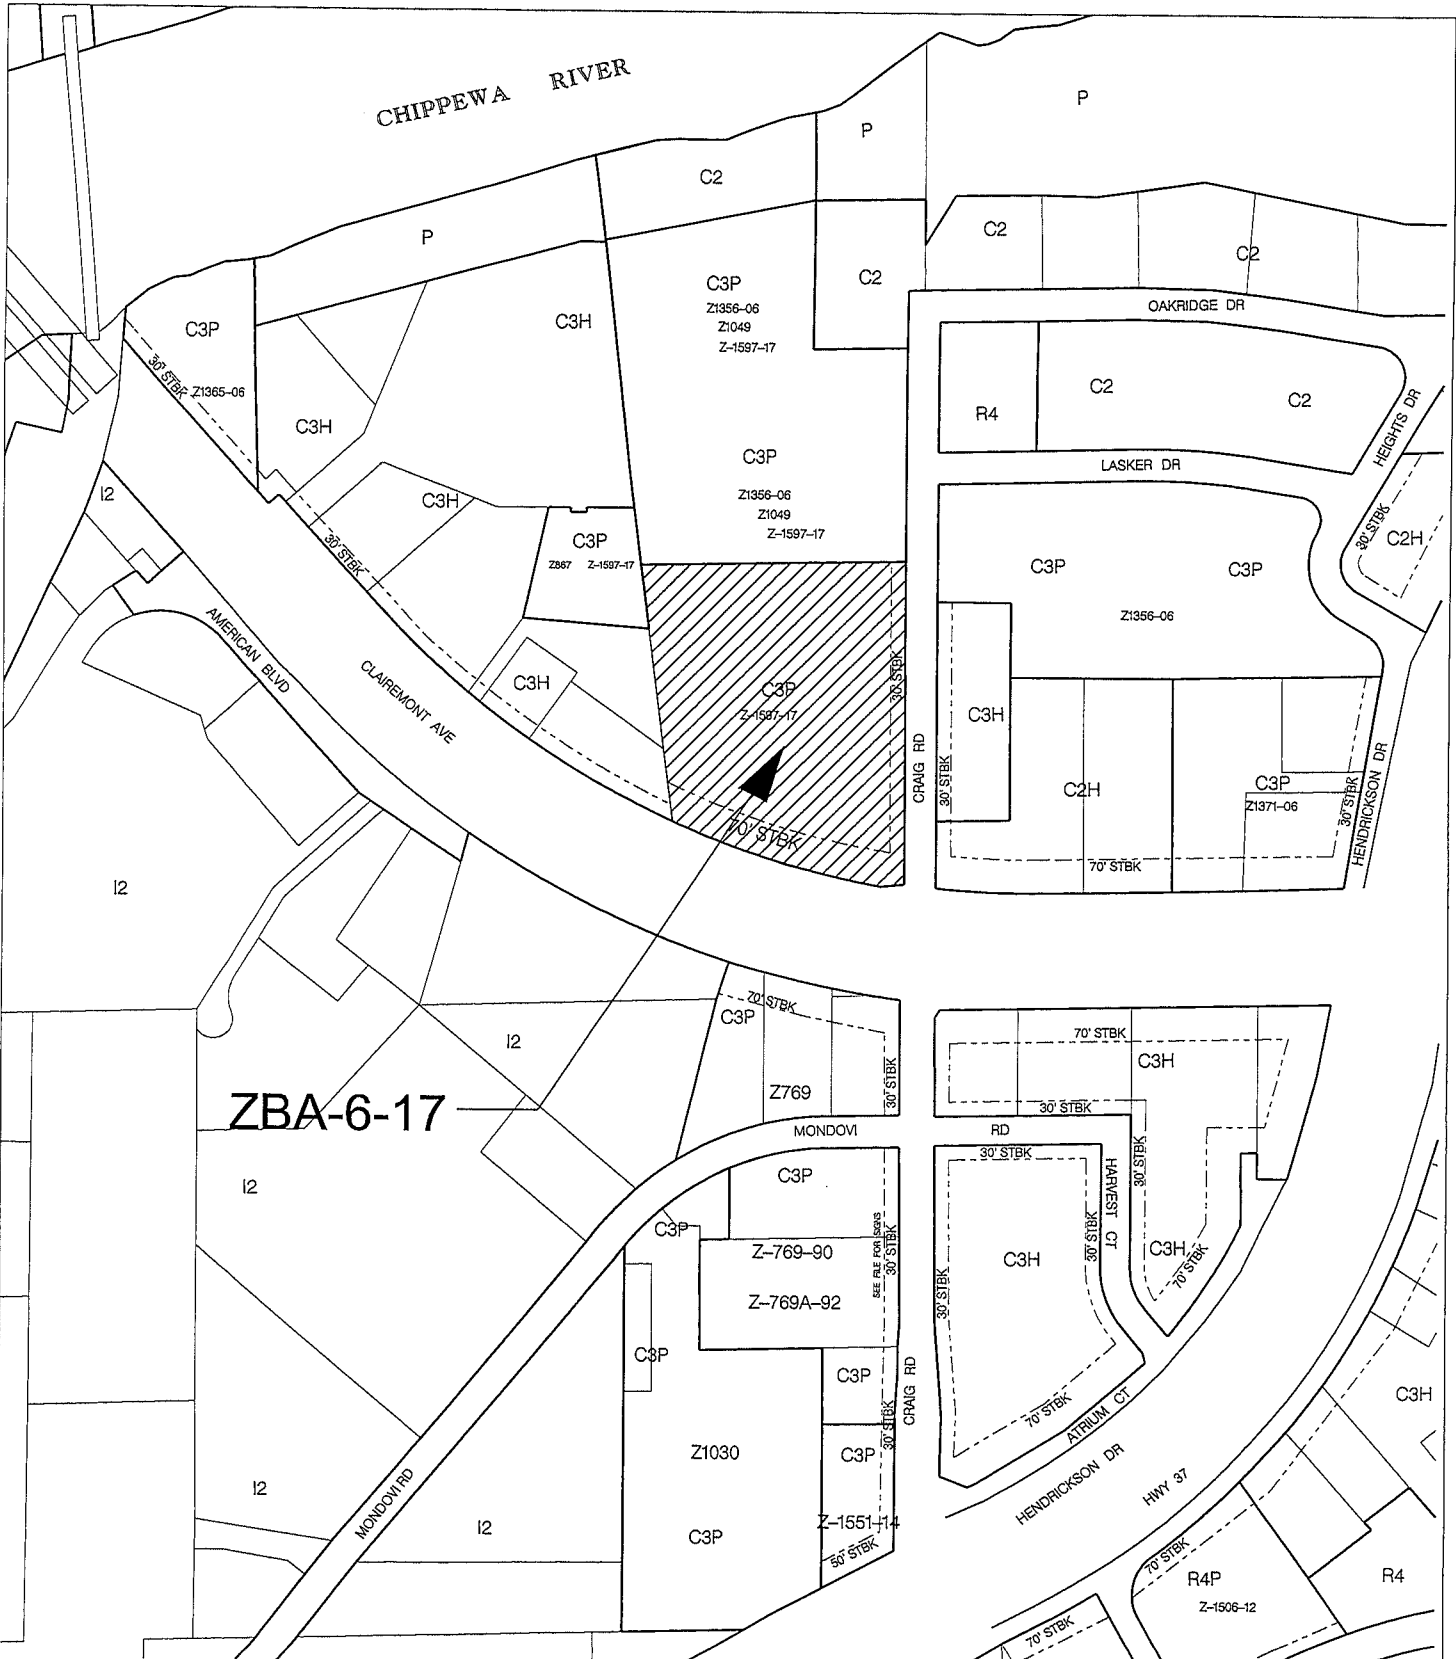 CHIPPEWA RIVER
P
P
C2
P
C2
C2
C3P
Z1356-06
Z1049
Z-1597-17
C2
OAKRIDGE DR
C3P
30' STBK
Z1365-06
C3H
C3H
R4
C2
C2
HEIGHTS DR
LASKER DR
C3P
Z1356-06
Z1049
Z-1597-17
I2
C3H
30' STBK
C3P
Z867 Z-1597-17
30' STBK
C2H
C3P
C3P
Z1356-06
AMERICAN BLVD
CLAIREMONT AVE
C3H
C3P
Z-1597-17
30' STBK
70' STBK
CRAIG RD
30' STBK
C3H
C2H
C3P
Z1371-06
30' STBK
HENDRICKSON DR
70' STBK
I2
70' STBK
C3P
I2
Z769
30' STBK
70' STBK
C3H
30' STBK
ZBA-6-17
MONDOVI RD
30' STBK
I2
C3P
C3P
Z-769-90
Z-769A-92
SEE FILE FOR SIGNS
30' STBK
30' STBK
C3H
30' STBK
HARVEST CT
30' STBK
C3H
70' STBK
C3P
C3P
CRAIG RD
30' STBK
70' STBK
ATRIUM CT
C3H
Z1030
C3P
HENDRICKSON DR
HWY 37
I2
MONDOVI RD
I2
C3P
Z-1551-14
50' STBK
70' STBK
R4P
Z-1506-12
R4
70' STBK